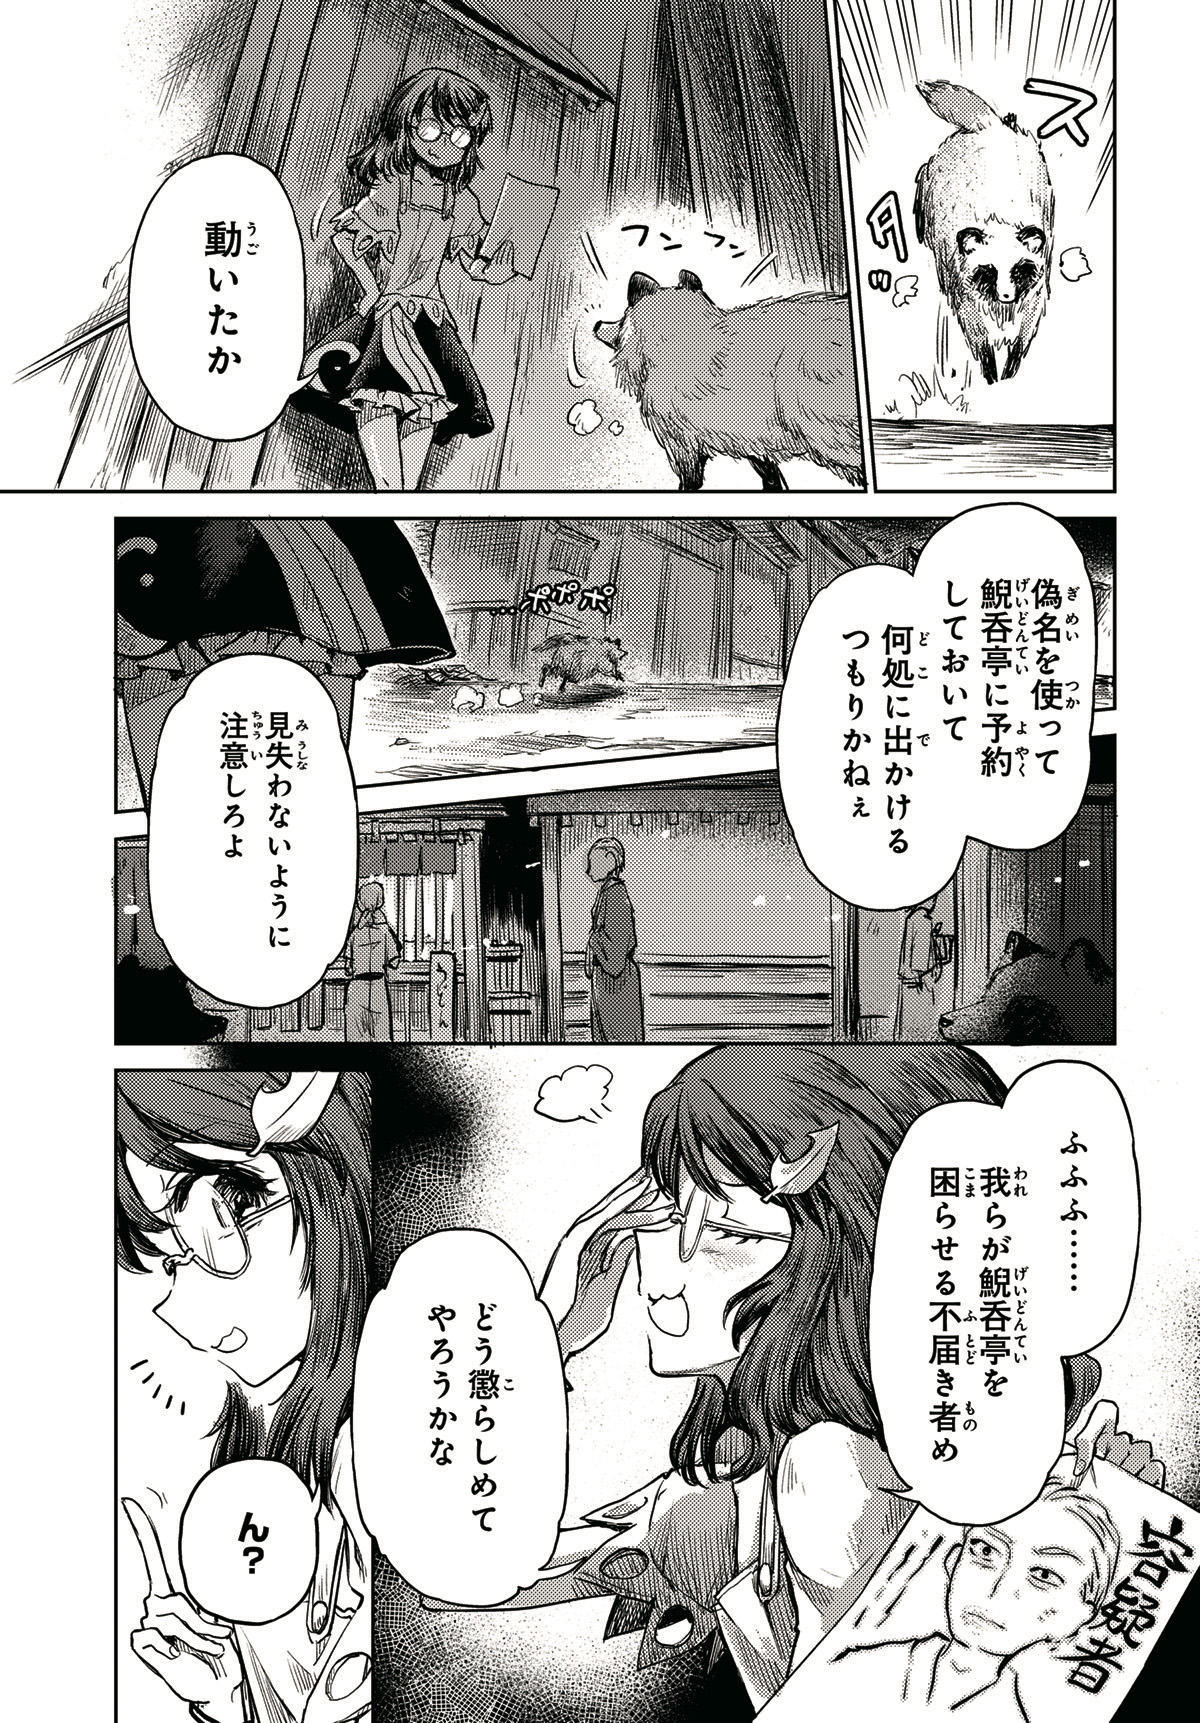 スタッ
フンフン
動いたか
偽名を使って
鯢呑亭に予約
しておいて
何処に出かける
つもりかねぇ
…ポポポ
見失わないように
注意しろよ
うどん
ふふふ……
我らが鯢呑亭を
困らせる不届き者め
容疑者
どう懲らしめて
やろうかな
ん？